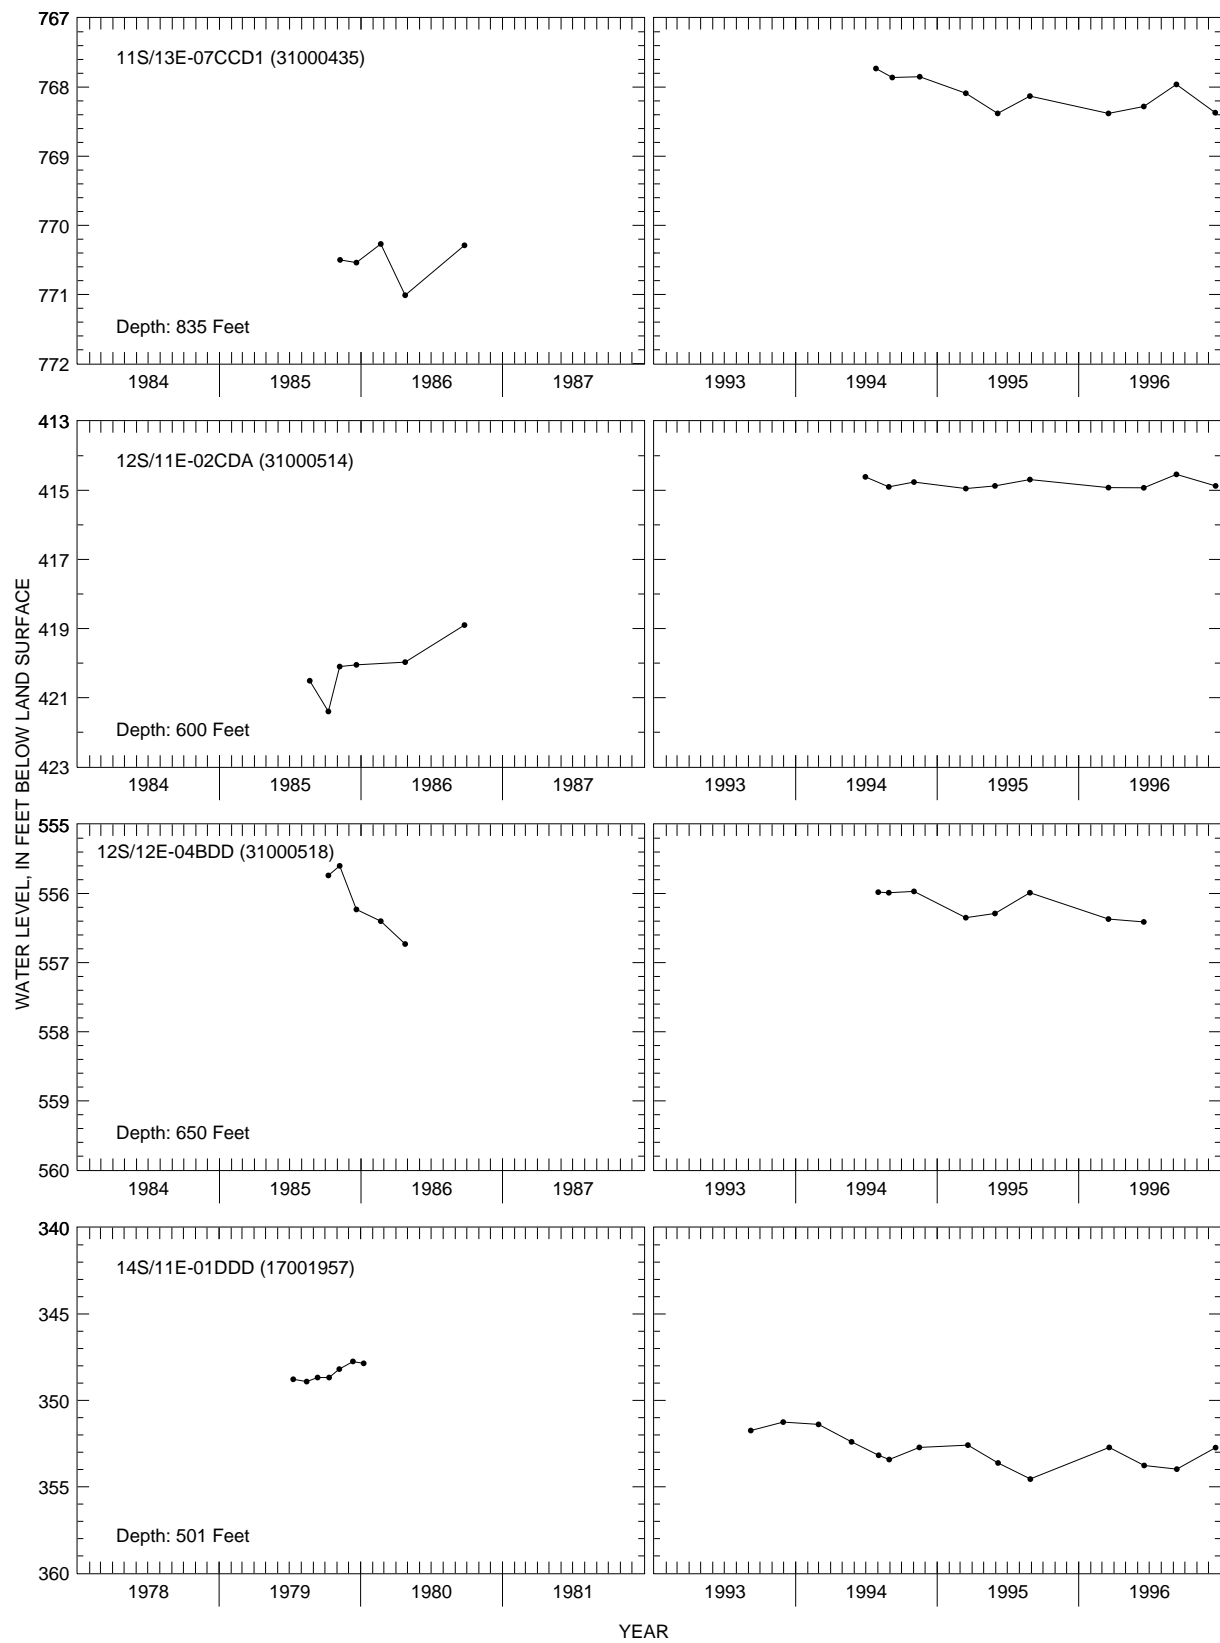 767
768
769
770
771
772
11S/13E-07CCD1 (31000435)
Depth: 835 Feet
1984 1985 1986 1987 1993 1994 1995 1996
413
415
417
419
421
423
12S/11E-02CDA (31000514)
Depth: 600 Feet
1984 1985 1986 1987 1993 1994 1995 1996
WATER LEVEL, IN FEET BELOW LAND SURFACE
555
556
557
558
559
560
12S/12E-04BDD (31000518)
Depth: 650 Feet
1984 1985 1986 1987 1993 1994 1995 1996
340
345
350
355
360
14S/11E-01DDD (17001957)
Depth: 501 Feet
1978 1979 1980 1981 1993 1994 1995 1996
YEAR